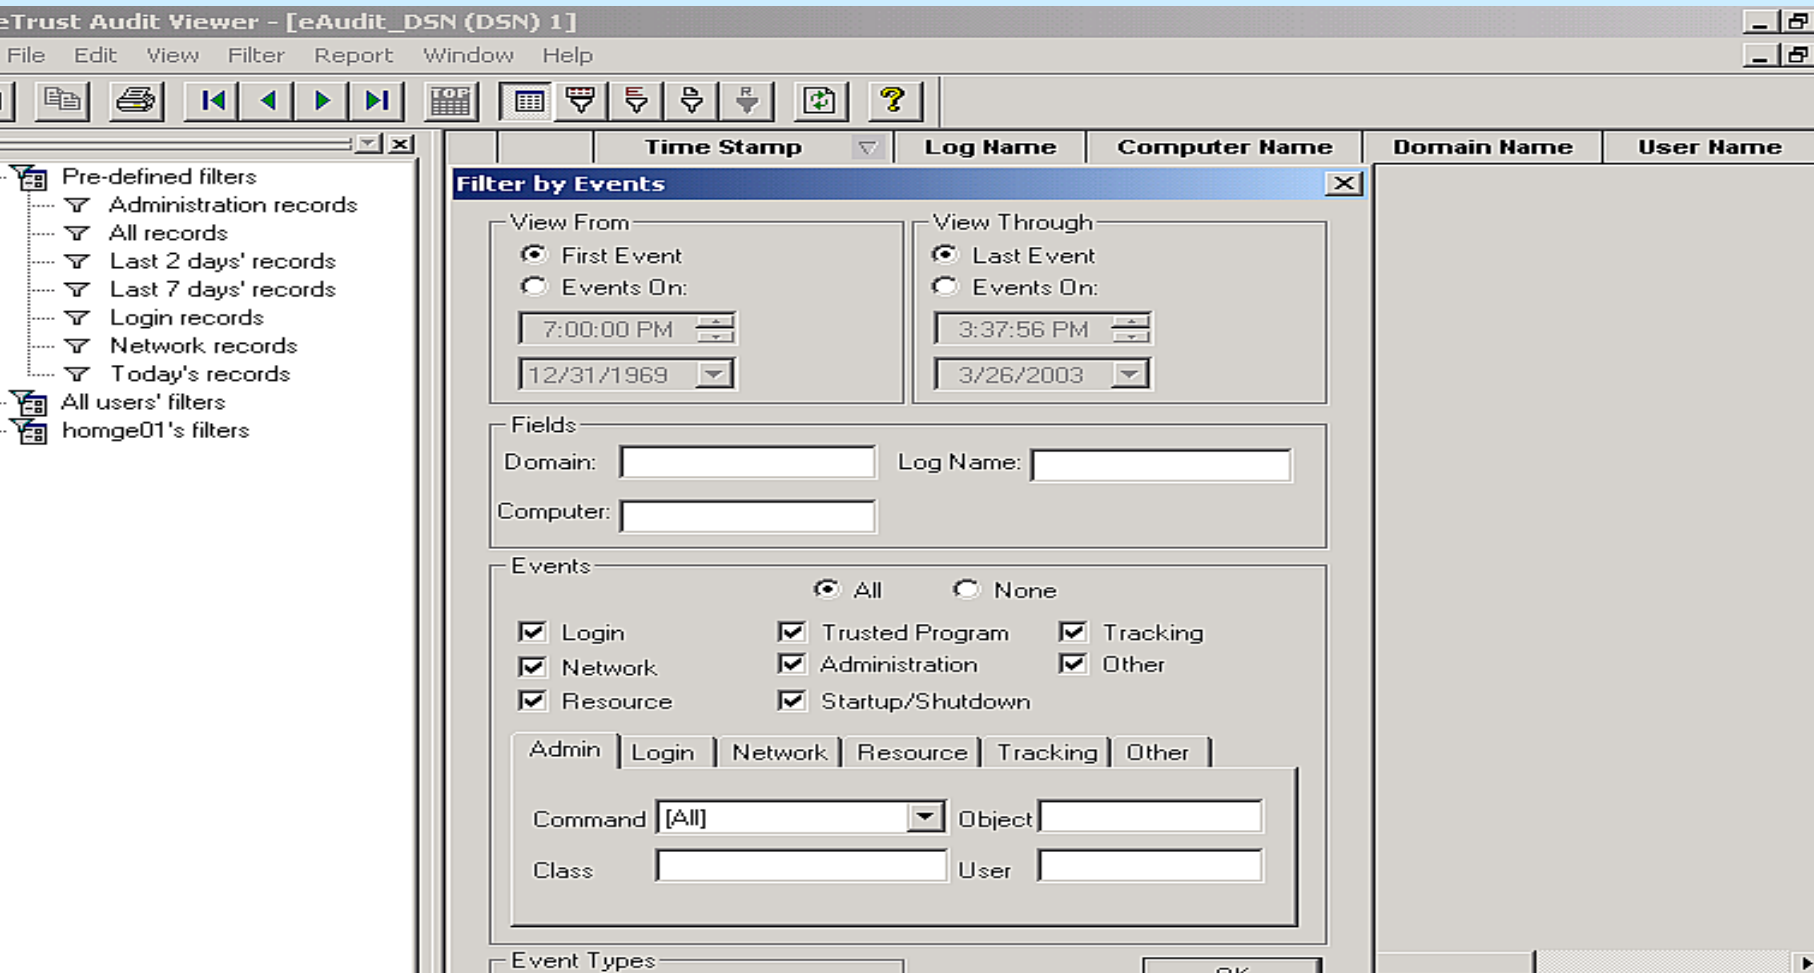 eTrust Audit Viewer - [eAudit_DSN (DSN) 1]
File Edit View Filter Report Window Help
TOP
E
D
R
?
Time Stamp Log Name Computer Name Domain Name User Name
Pre-defined filters
Administration records
All records
Last 2 days' records
Last 7 days' records
Login records
Network records
Today's records
All users' filters
homge01's filters
Filter by Events
View From
First Event
Events On:
7:00:00 PM
12/31/1969
View Through
Last Event
Events On:
3:37:56 PM
3/26/2003
Fields
Domain: Log Name:
Computer:
Events
All None
Login Trusted Program Tracking
Network Administration Other
Resource Startup/Shutdown
Admin Login Network Resource Tracking Other
Command [All] Object
Class User
Event Types
OK